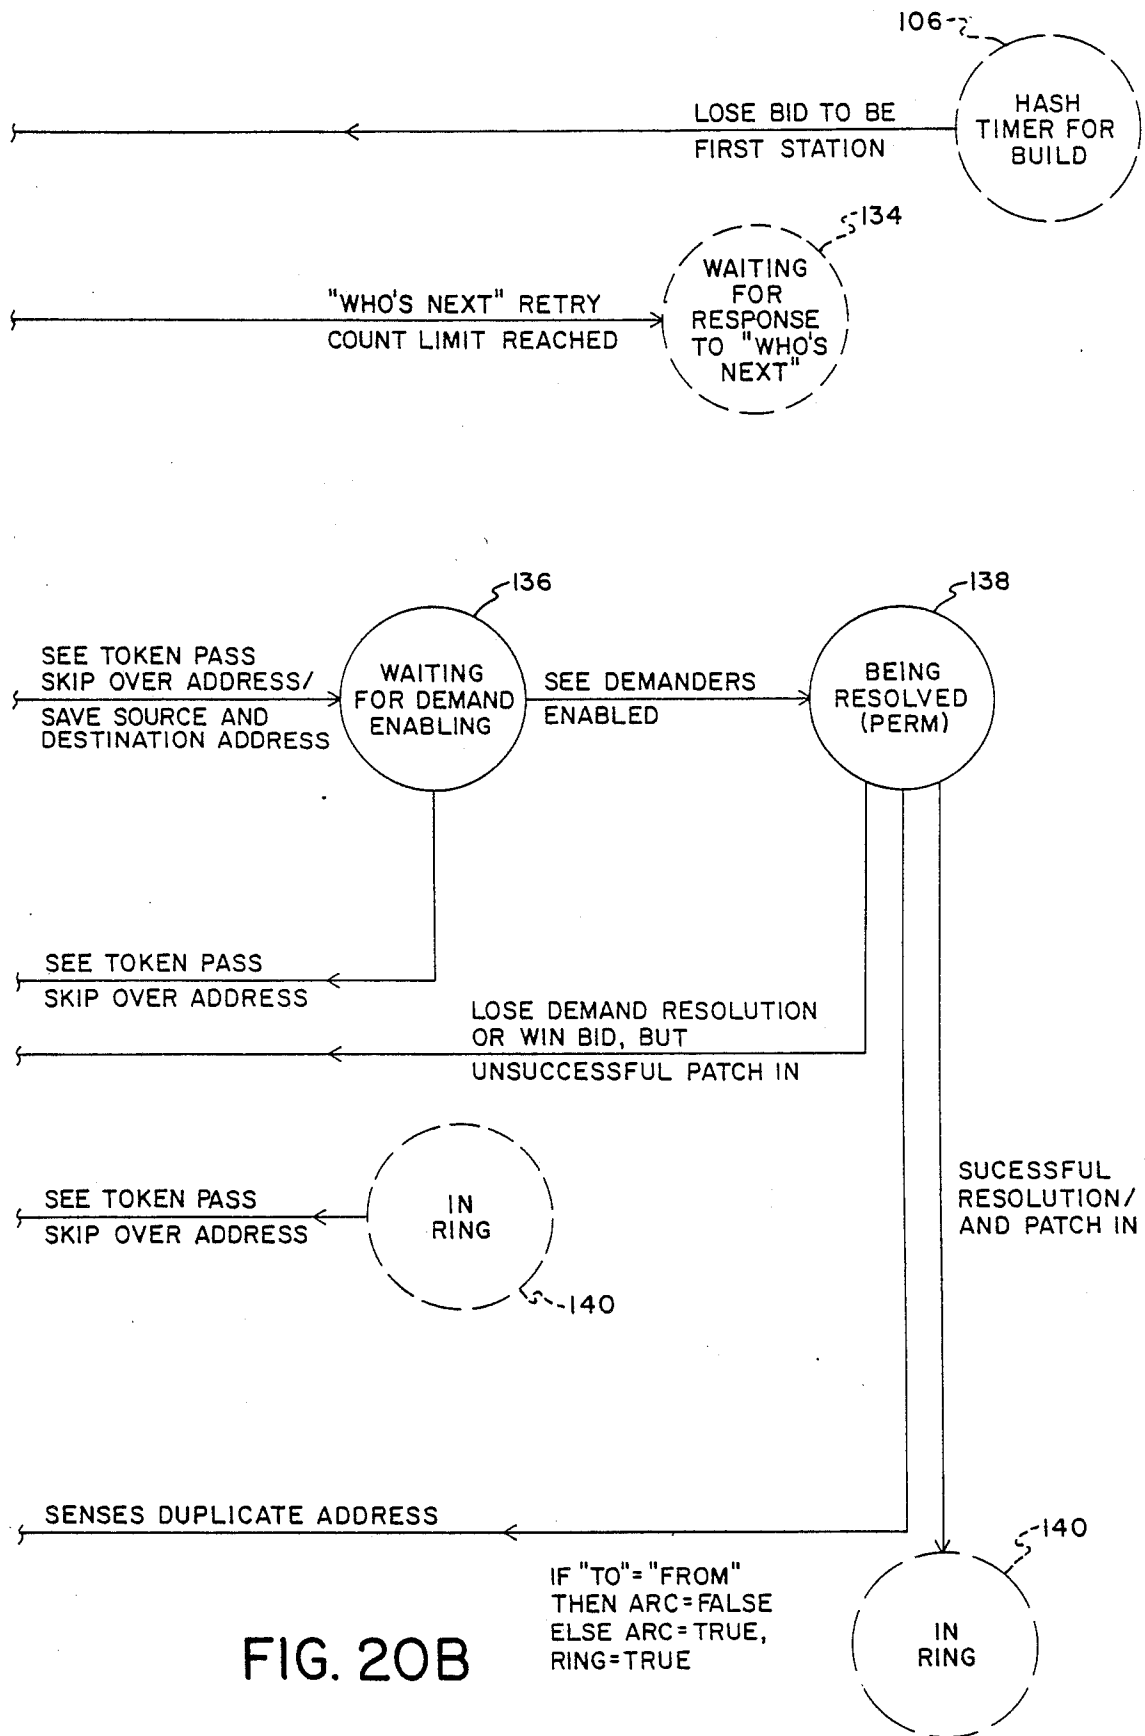 106
HASH
TIMER FOR
BUILD
LOSE BID TO BE
FIRST STATION
134
WAITING
FOR
RESPONSE
TO "WHO'S
NEXT"
"WHO'S NEXT" RETRY
COUNT LIMIT REACHED
136
138
SEE TOKEN PASS
SKIP OVER ADDRESS/
SAVE SOURCE AND
DESTINATION ADDRESS
WAITING
FOR DEMAND
ENABLING
SEE DEMANDERS
ENABLED
BEING
RESOLVED
(PERM)
SEE TOKEN PASS
SKIP OVER ADDRESS
LOSE DEMAND RESOLUTION
OR WIN BID, BUT
UNSUCCESSFUL PATCH IN
SEE TOKEN PASS
SKIP OVER ADDRESS
IN
RING
140
SUCESSFUL
RESOLUTION/
AND PATCH IN
SENSES DUPLICATE ADDRESS
140
IF "TO"="FROM"
THEN ARC=FALSE
ELSE ARC=TRUE,
RING=TRUE
IN
RING
FIG. 20B